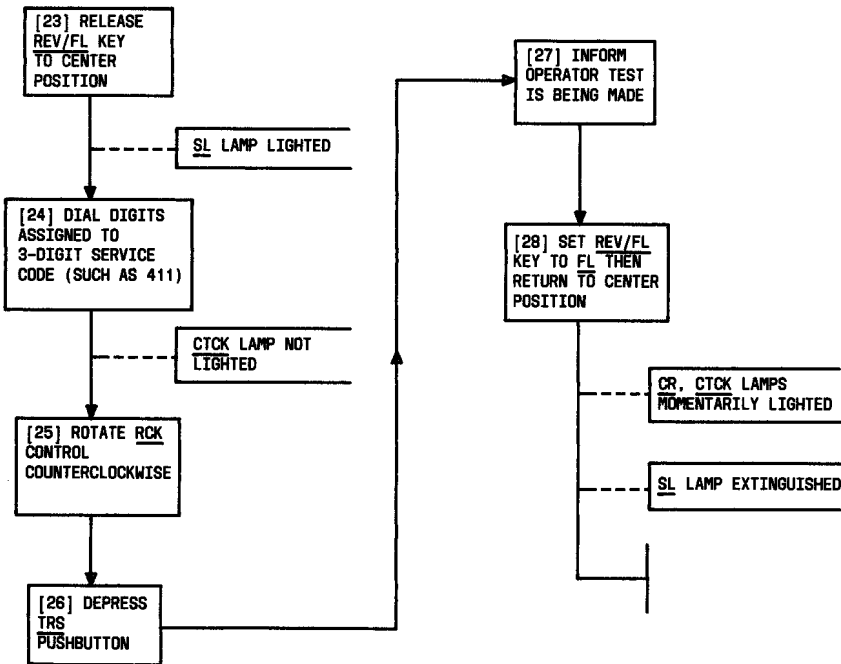 [23] RELEASE
REV/FL KEY
TO CENTER
POSITION
SL LAMP LIGHTED
[24] DIAL DIGITS
ASSIGNED TO
3-DIGIT SERVICE
CODE (SUCH AS 411)
CTCK LAMP NOT
LIGHTED
[25] ROTATE RCK
CONTROL
COUNTERCLOCKWISE
[26] DEPRESS
TRS
PUSHBUTTON
[27] INFORM
OPERATOR TEST
IS BEING MADE
[28] SET REV/FL
KEY TO FL THEN
RETURN TO CENTER
POSITION
CR, CTCK LAMPS
MOMENTARILY LIGHTED
SL LAMP EXTINGUISHED